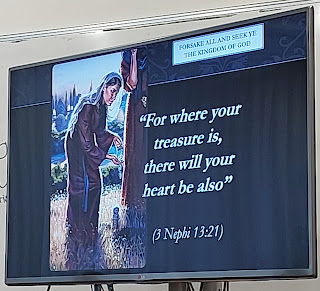 FORSAKE ALL AND SEEK YE
THE KINGDOM OF GOD
“For where your
treasure is,
there will your
heart be also”
(3 Nephi 13:21)